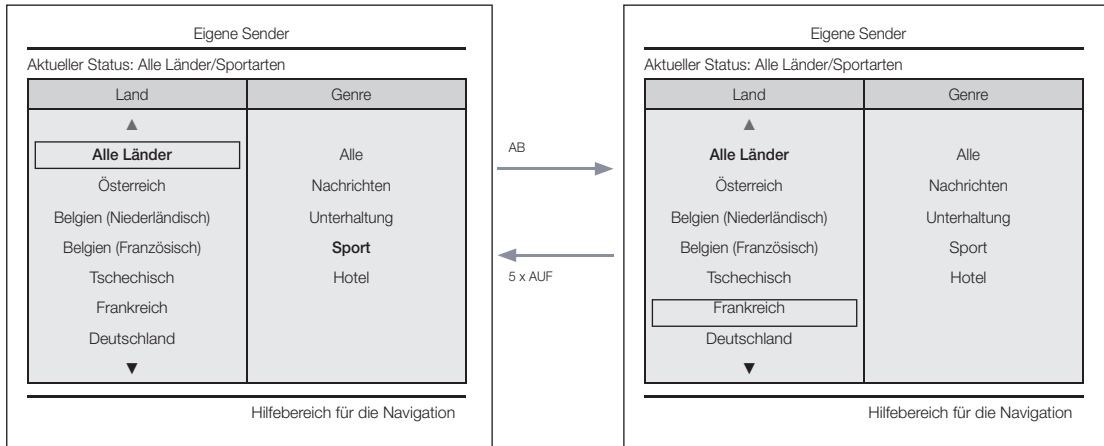 Eigene Sender
Aktueller Status: Alle Länder/Sportarten
Land Genre
▲
Alle Länder Alle
Österreich Nachrichten
Belgien (Niederländisch) Unterhaltung
Belgien (Französisch) Sport
Tschechisch Hotel
Frankreich
Deutschland
▼
Hilfebereich für die Navigation
AB
5 x AUF
Eigene Sender
Aktueller Status: Alle Länder/Sportarten
Land Genre
▲
Alle Länder Alle
Österreich Nachrichten
Belgien (Niederländisch) Unterhaltung
Belgien (Französisch) Sport
Tschechisch Hotel
Frankreich
Deutschland
▼
Hilfebereich für die Navigation